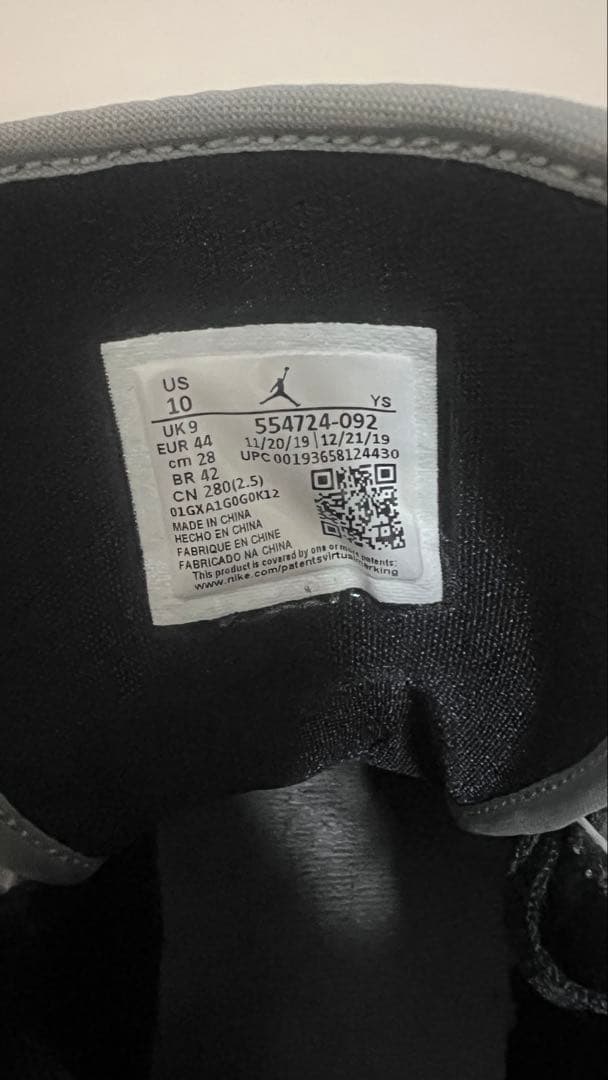 US
10
YS
UK 9
EUR 44
cm 28
BR 42
CN 280(2.5)
554724-092
11/20/19 | 12/21/19
UPC 00193658124430
01GXA1G0G0K12
MADE IN CHINA
HECHO EN CHINA
FABRIQUE EN CHINE
FABRICADO NA CHINA
This product is covered by one or more patents:
www.nike.com/patentsvirtualmarking